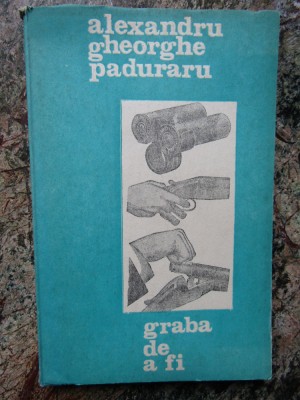 alexandru
gheorghe
paduraru
graba
de
a fi